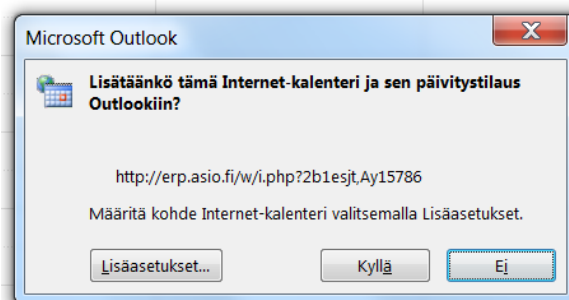 Microsoft Outlook
Lisätäänkö tämä Internet-kalenteri ja sen päivitystilaus
Outlookiin?
http://erp.asio.fi/w/i.php?2b1esjt,Ay15786
Määritä kohde Internet-kalenteri valitsemalla Lisäasetukset.
Lisäasetukset... Kyllä Ei